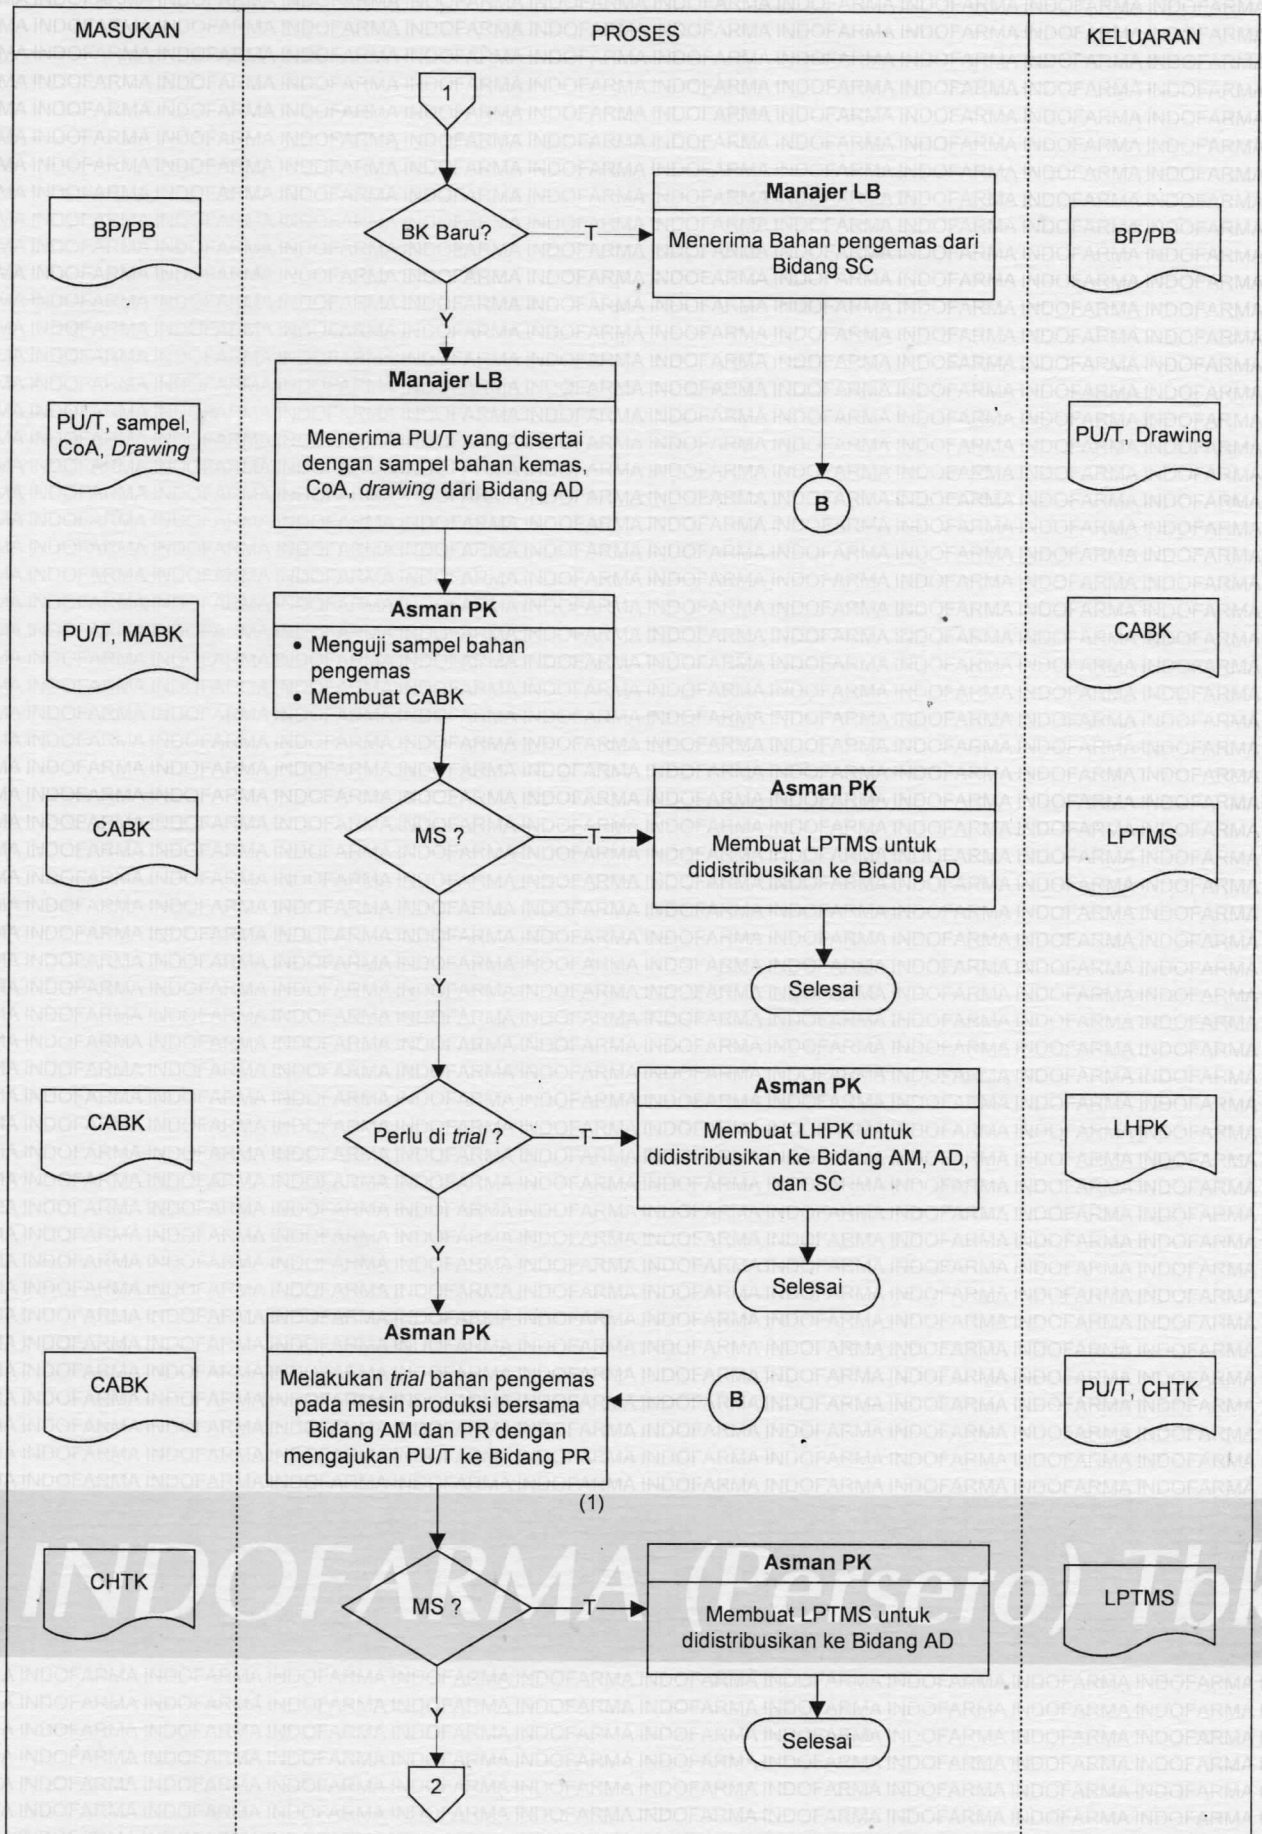 MASUKAN
PROSES
KELUARAN
1
BP/PB
BK Baru?
T
Manajer LB
Menerima Bahan pengemas dari
Bidang SC
BP/PB
Y
PU/T, sampel,
CoA, Drawing
Manajer LB
Menerima PU/T yang disertai
dengan sampel bahan kemas,
CoA, drawing dari Bidang AD
B
PU/T, Drawing
PU/T, MABK
Asman PK
• Menguji sampel bahan
pengemas
• Membuat CABK
CABK
CABK
MS ?
T
Asman PK
Membuat LPTMS untuk
didistribusikan ke Bidang AD
LPTMS
Selesai
Y
CABK
Perlu di trial ?
T
Asman PK
Membuat LHPK untuk
didistribusikan ke Bidang AM, AD,
dan SC
LHPK
Y
Selesai
CABK
Asman PK
Melakukan trial bahan pengemas
pada mesin produksi bersama
Bidang AM dan PR dengan
mengajukan PU/T ke Bidang PR
B
PU/T, CHTK
(1)
INDOFARMA (Persero) Tbk
CHTK
MS ?
T
Asman PK
Membuat LPTMS untuk
didistribusikan ke Bidang AD
LPTMS
Y
Selesai
2